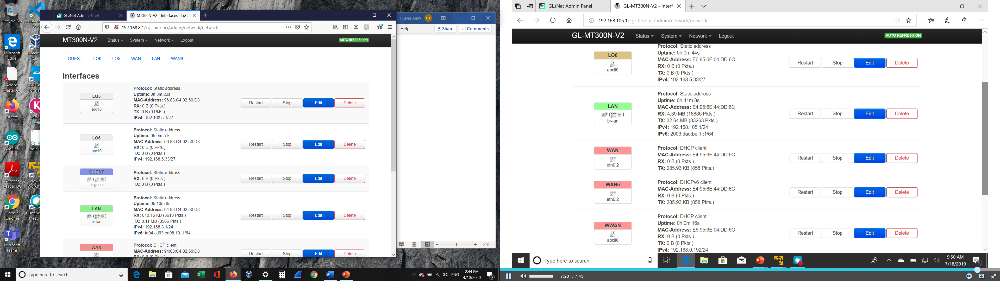 Recycle Bin
Visual St
Code
Microsoft
Edge
Oracle
Virtual
Adobe
Master C...
SD Ca
Format
Firefox
KaraF
Player
Arduino
login i
Acrobat
Reader DC
VMwa
Workst
Google
Chrome
Cisco W
Meetin
Microsoft
Teams
GL.iNet Admin Panel
MT300N-V2 - Interfaces - LuCI
192.168.8.1/cgi-bin/luci/admin/network/network
MT300N-V2 Status System Network Logout AUTO REFRESH ON
GUEST LO6 LO5 WAN LAN WAN6
Interfaces
LO5
apcli0
Protocol: Static address
Uptime: 0h 3m 22s
MAC-Address: 96:83:C4:02:50:D8
RX: 0 B (0 Pkts.)
TX: 0 B (0 Pkts.)
IPv4: 192.168.5.1/27
Restart Stop Edit Delete
LO6
apcli0
Protocol: Static address
Uptime: 0h 0m 51s
MAC-Address: 96:83:C4:02:50:D8
RX: 0 B (0 Pkts.)
TX: 0 B (0 Pkts.)
IPv4: 192.168.5.33/27
Restart Stop Edit Delete
GUEST
br-guest
Protocol: Static address
RX: 0 B (0 Pkts.)
TX: 0 B (0 Pkts.)
Restart Stop Edit Delete
LAN
br-lan
Protocol: Static address
Uptime: 0h 10m 6s
MAC-Address: 94:83:C4:02:50:D8
RX: 610.15 KB (3618 Pkts.)
TX: 3.11 MB (3566 Pkts.)
IPv4: 192.168.8.1/24
IPv6: fd04:cd63:ea98:10::1/64
Restart Stop Edit Delete
WAN
Protocol: DHCP client
MAC-Address: 94:83:C4:02:50:D8
RX: 0 B (0 Pkts.)
Restart Stop Edit Delete
Huang Andy HA
Help Share Comments
100%
Type here to search
ENG
2:44 PM
4/10/2020
3
GL.iNet Admin Panel
GL-MT300N-V2 - Interf
192.168.105.1/cgi-bin/luci/admin/network/network
GL-MT300N-V2 Status System Network Logout AUTO REFRESH ON
LO6
apcli0
Protocol: Static address
Uptime: 0h 0m 44s
MAC-Address: E6:95:6E:04:DD:6C
RX: 0 B (0 Pkts.)
TX: 0 B (0 Pkts.)
IPv4: 192.168.5.33/27
Restart Stop Edit Delete
LAN
br-lan
Protocol: Static address
Uptime: 0h 41m 8s
MAC-Address: E4:95:6E:44:DD:6C
RX: 4.39 MB (18886 Pkts.)
TX: 32.64 MB (33263 Pkts.)
IPv4: 192.168.105.1/24
IPv6: 2003:dad:be:1::1/64
Restart Stop Edit Delete
WAN
eth0.2
Protocol: DHCP client
MAC-Address: E4:95:6E:44:DD:6C
RX: 0 B (0 Pkts.)
TX: 285.93 KB (858 Pkts.)
Restart Stop Edit Delete
WAN6
eth0.2
Protocol: DHCPv6 client
MAC-Address: E4:95:6E:44:DD:6C
RX: 0 B (0 Pkts.)
TX: 285.93 KB (858 Pkts.)
Restart Stop Edit Delete
WWAN
apcli0
Protocol: DHCP client
Uptime: 0h 0m 16s
MAC-Address: E6:95:6E:04:DD:6C
RX: 0 B (0 Pkts.)
TX: 0 B (0 Pkts.)
IPv4: 192.168.0.192/24
Restart Stop Edit Delete
Type here to search
9:50 AM
7/18/2019
1
7:23 / 7:43
CC